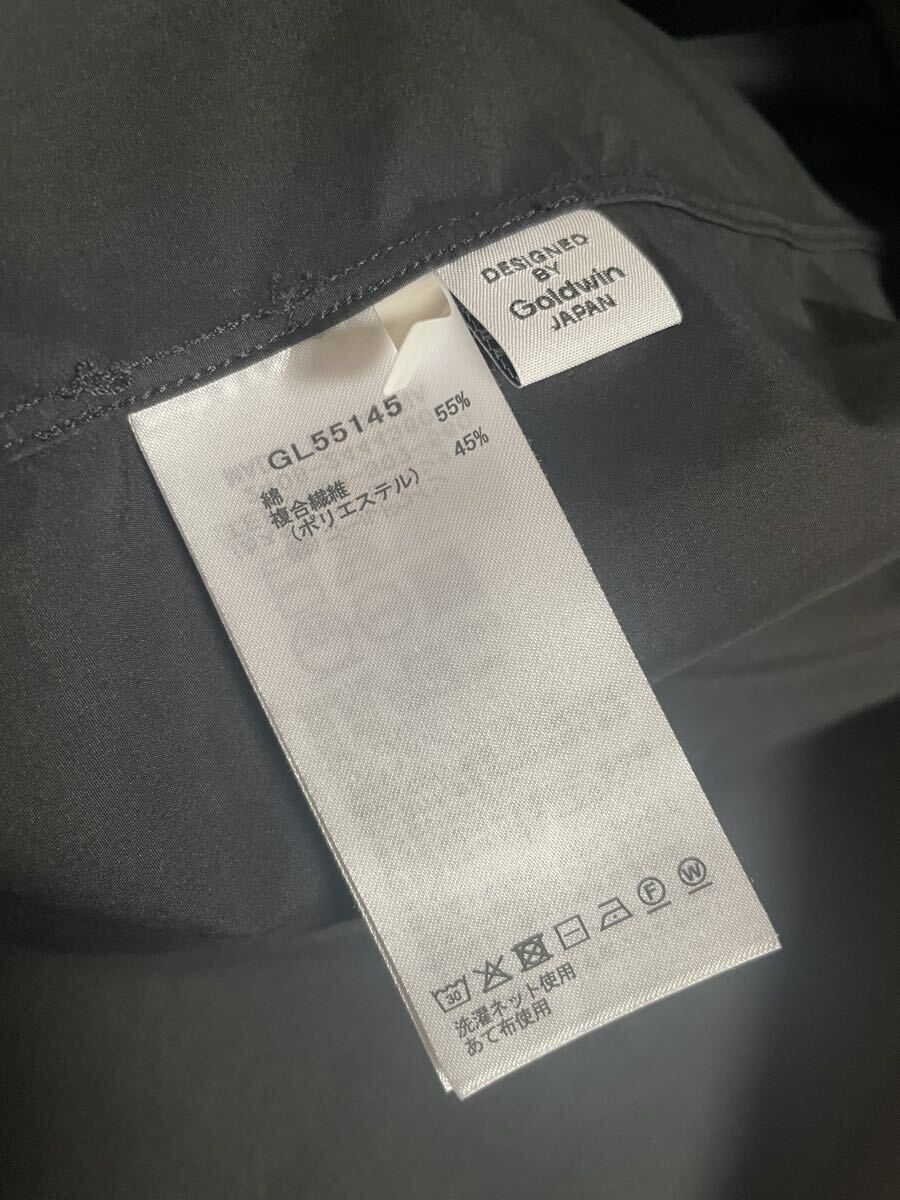 DESIGNED
BY
Goldwin
JAPAN
GL55145
綿 55%
複合繊維 45%
(ポリエステル)
30 F W
洗濯ネット使用
あて布使用